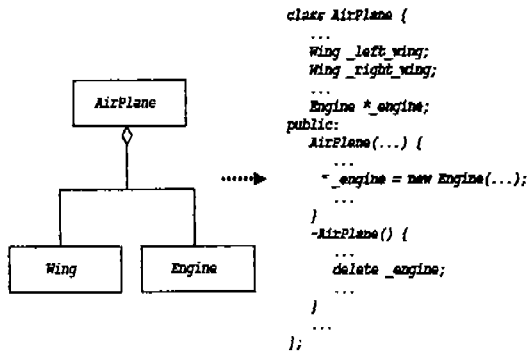 AirPlane
Wing
Engine
class AirPlane {
...
Wing _left_wing;
Wing _right_wing;
...
Engine *_engine;
public:
AirPlane(...) {
...
*_engine = new Engine(...);
...
}
~AirPlane() {
...
delete _engine;
...
}
...
};